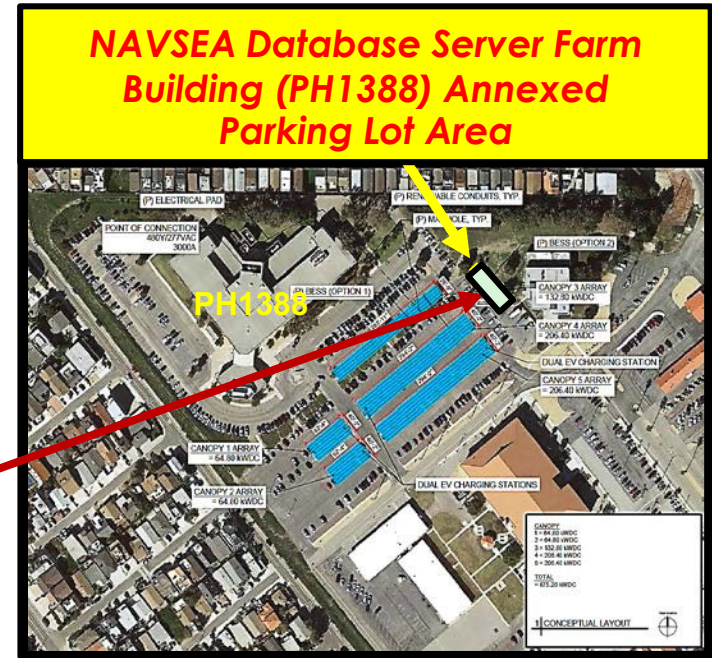 NAVSEA Database Server Farm
Building (PH1388) Annexed
Parking Lot Area
(P) ELECTRICAL PAD
(P) RENEWABLE CONDUITS, TYP.
(P) MANHOLE, TYP.
POINT OF CONNECTION
480Y/277VAC
3000A
(P) BESS (OPTION 2)
PH1388
(P) BESS (OPTION 1)
CANOPY 3 ARRAY
= 132.80 kWDC
CANOPY 4 ARRAY
= 206.40 kWDC
DUAL EV CHARGING STATION
CANOPY 5 ARRAY
= 206.40 kWDC
CANOPY 1 ARRAY
= 64.80 kWDC
CANOPY 2 ARRAY
= 64.80 kWDC
DUAL EV CHARGING STATIONS
CANOPY
1 = 64.80 kWDC
2 = 64.80 kWDC
3 = 132.80 kWDC
4 = 206.40 kWDC
5 = 206.40 kWDC
TOTAL
= 675.20 kWDC
1 CONCEPTUAL LAYOUT